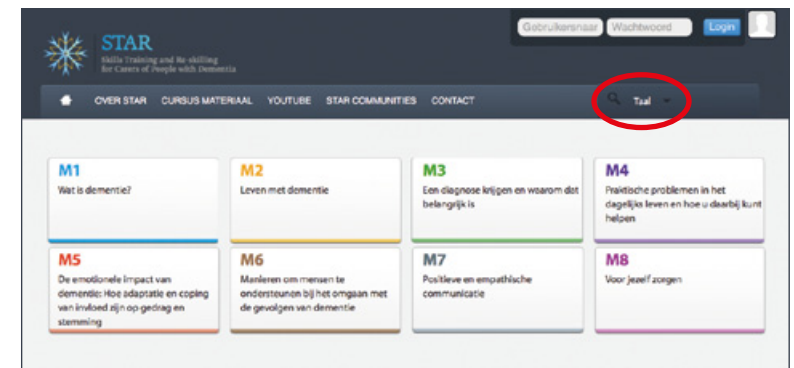 Gebruikersnaar Wachtwoord Login
STAR
Skills Training and Re-skilling
for Carers of People with Dementia
OVER STAR CURSUS MATERIAAL YOUTUBE STAR COMMUNITIES CONTACT Taal
M1
Wat is dementie?
M2
Leven met dementie
M3
Een diagnose krijgen en waarom dat
belangrijk is
M4
Praktische problemen in het
dagelijks leven en hoe u daarbij kunt
helpen
M5
De emotionele impact van
dementie: Hoe adaptatie en coping
van invloed zijn op gedrag en
stemming
M6
Manieren om mensen te
ondersteunen bij het omgaan met
de gevolgen van dementie
M7
Positieve en empathische
communicatie
M8
Voor jezelf zorgen